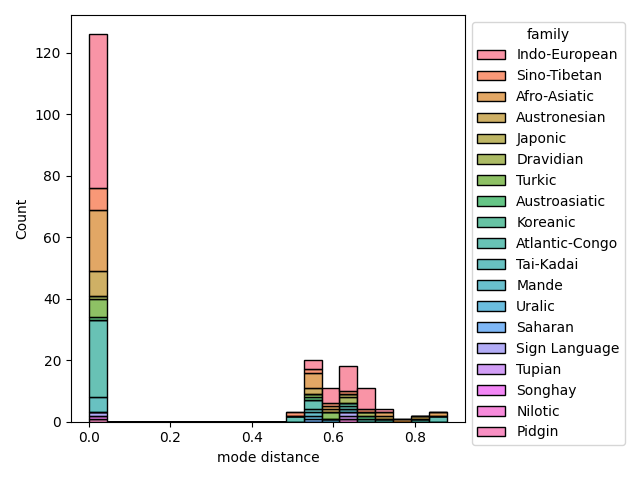 family
Indo-European
Sino-Tibetan
Afro-Asiatic
Austronesian
Japonic
Dravidian
Turkic
Austroasiatic
Koreanic
Atlantic-Congo
Tai-Kadai
Mande
Uralic
Saharan
Sign Language
Tupian
Songhay
Nilotic
Pidgin
Count
120
100
80
60
40
20
0
0.0 0.2 0.4 0.6 0.8
mode distance